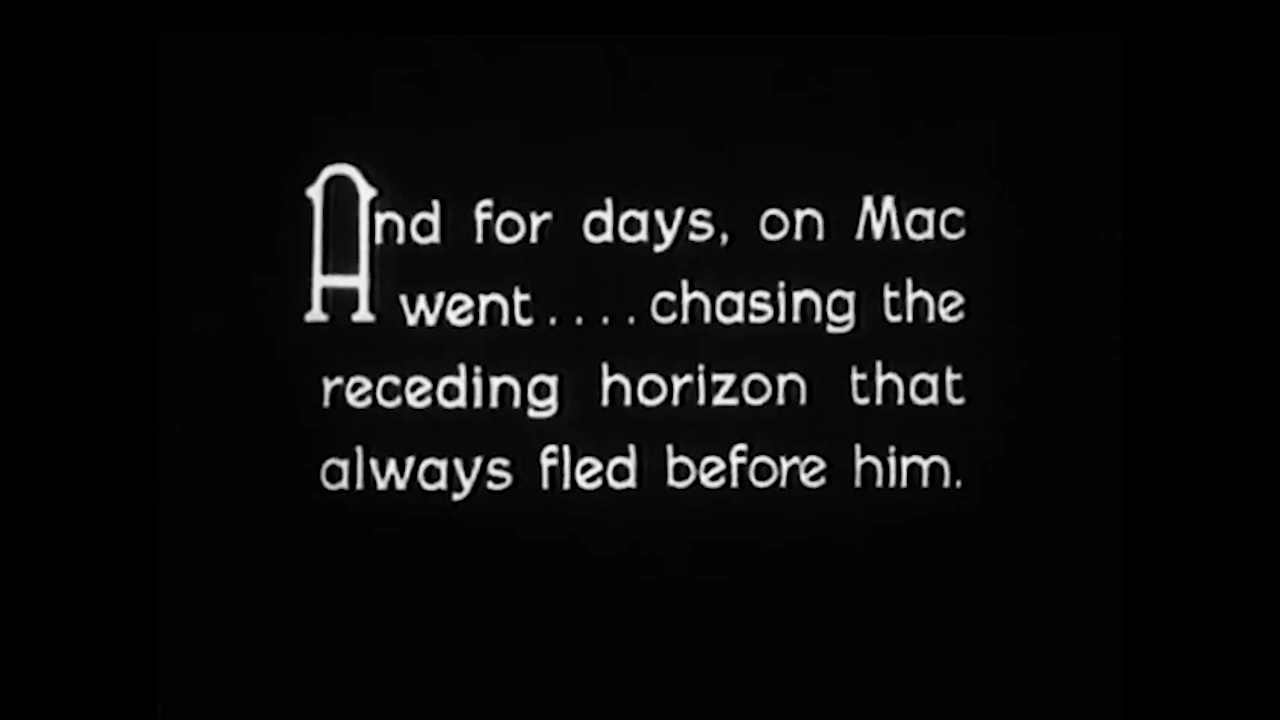 And for days, on Mac
went....chasing the
receding horizon that
always fled before him.